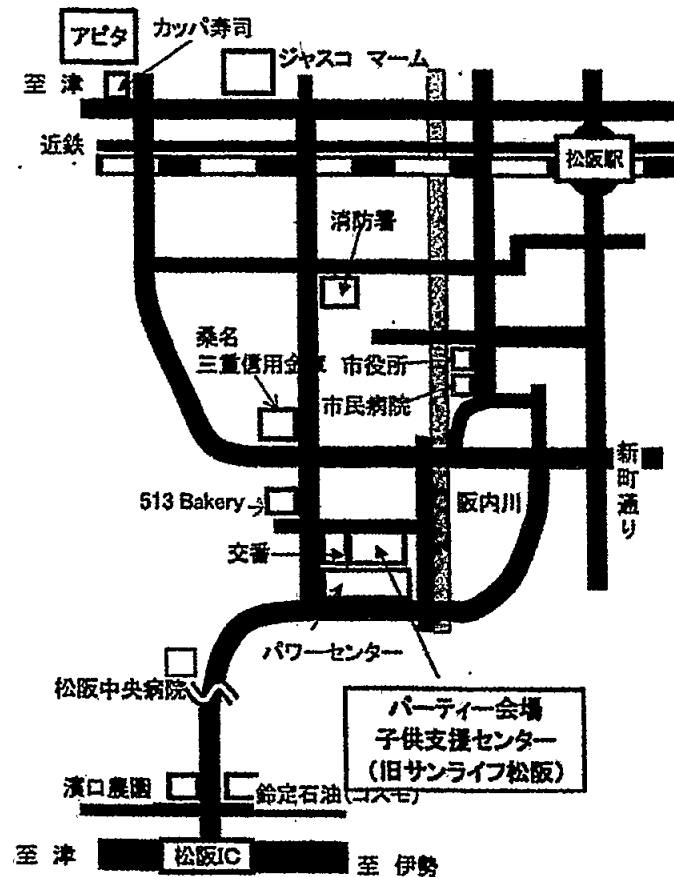 アピタ
カッパ寿司
ジャスコ マーム
至 津
近鉄
松阪駅
消防署
桑名
三重信用金庫
市役所
市民病院
513 Bakery
阪内川
新町通り
交番
パワーセンター
松阪中央病院
パーティー会場
子供支援センター
(旧サンライフ松阪)
濱口農園
鈴定石油(コスモ)
至 津
松阪IC
至 伊勢